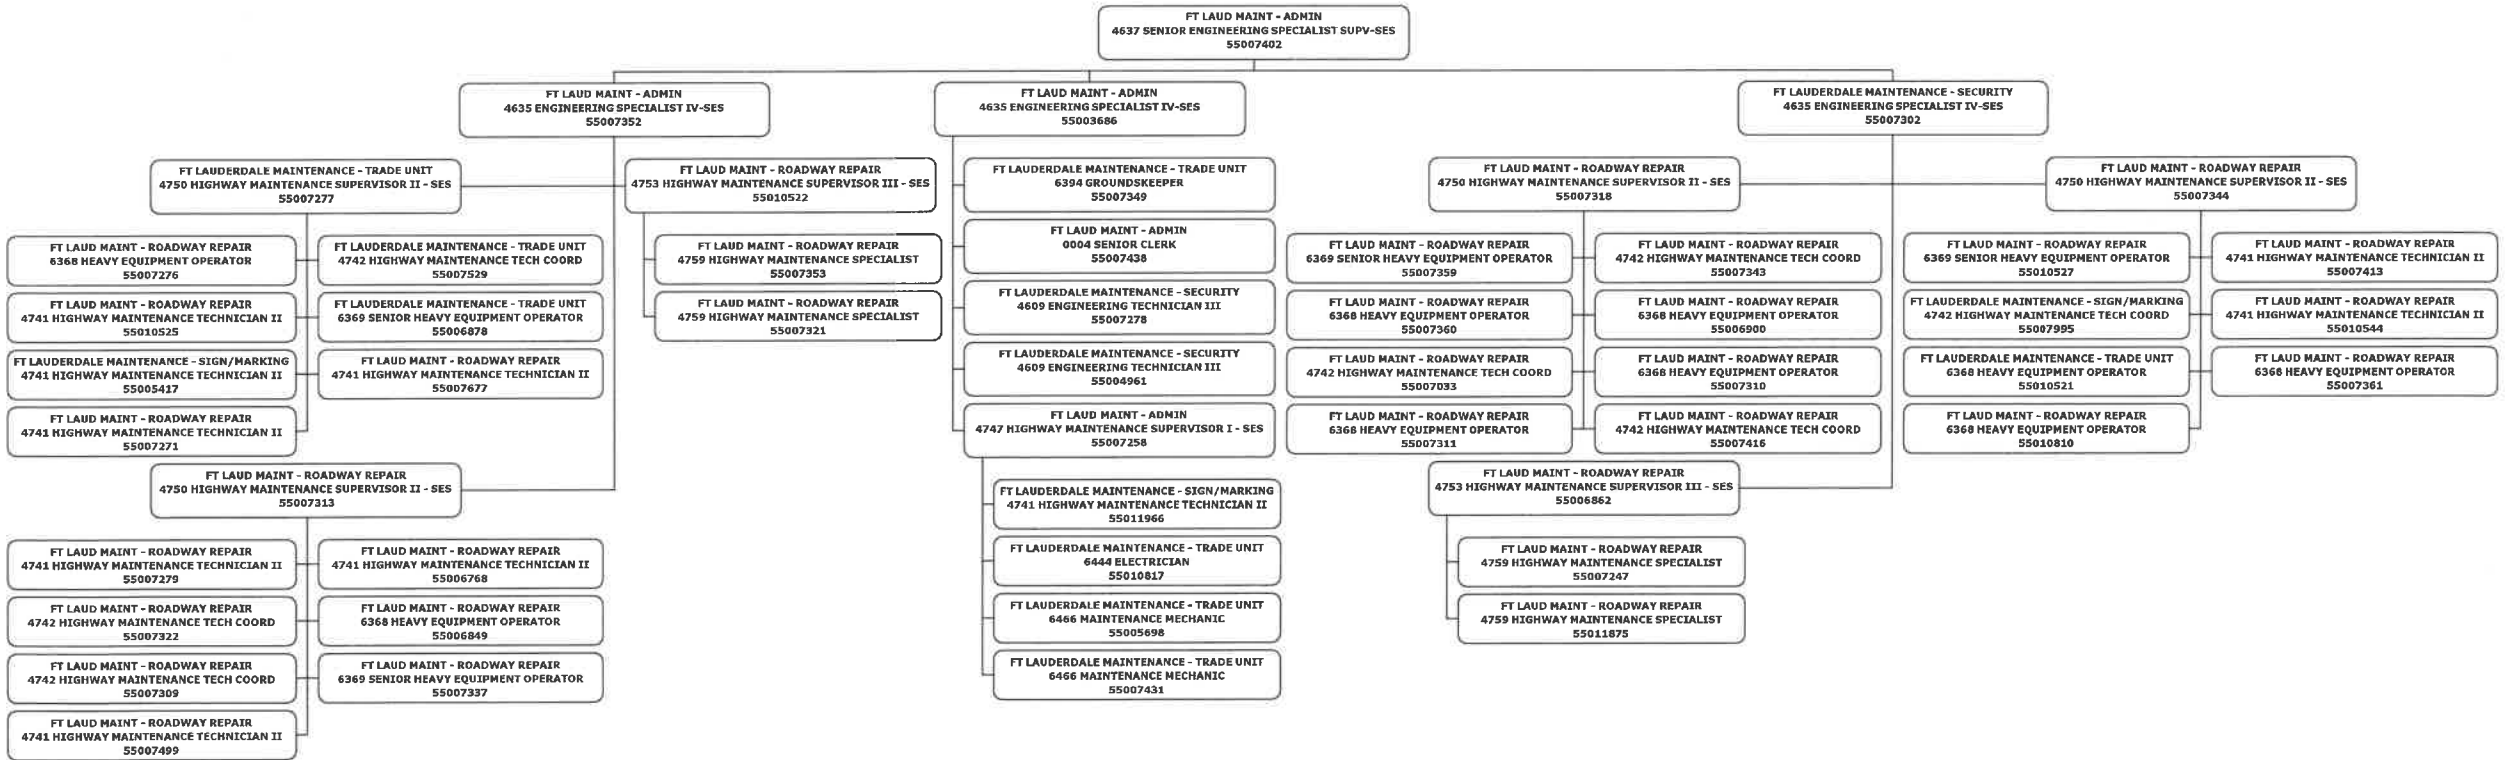 FT LAUD MAINT - ADMIN
4637 SENIOR ENGINEERING SPECIALIST SUPV-SES
55007402
FT LAUD MAINT - ADMIN
4635 ENGINEERING SPECIALIST IV-SES
55007352
FT LAUD MAINT - ADMIN
4635 ENGINEERING SPECIALIST IV-SES
55003686
FT LAUDERDALE MAINTENANCE - SECURITY
4635 ENGINEERING SPECIALIST IV-SES
55007302
FT LAUDERDALE MAINTENANCE - TRADE UNIT
4750 HIGHWAY MAINTENANCE SUPERVISOR II - SES
55007277
FT LAUD MAINT - ROADWAY REPAIR
4753 HIGHWAY MAINTENANCE SUPERVISOR III - SES
55010522
FT LAUD MAINT - ROADWAY REPAIR
6368 HEAVY EQUIPMENT OPERATOR
55007276
FT LAUDERDALE MAINTENANCE - TRADE UNIT
4742 HIGHWAY MAINTENANCE TECH COORD
55007529
FT LAUD MAINT - ROADWAY REPAIR
4741 HIGHWAY MAINTENANCE TECHNICIAN II
55010525
FT LAUDERDALE MAINTENANCE - TRADE UNIT
6369 SENIOR HEAVY EQUIPMENT OPERATOR
55006878
FT LAUDERDALE MAINTENANCE - SIGN/MARKING
4741 HIGHWAY MAINTENANCE TECHNICIAN II
55005417
FT LAUD MAINT - ROADWAY REPAIR
4741 HIGHWAY MAINTENANCE TECHNICIAN II
55007677
FT LAUD MAINT - ROADWAY REPAIR
4741 HIGHWAY MAINTENANCE TECHNICIAN II
55007271
FT LAUD MAINT - ROADWAY REPAIR
4759 HIGHWAY MAINTENANCE SPECIALIST
55007353
FT LAUD MAINT - ROADWAY REPAIR
4759 HIGHWAY MAINTENANCE SPECIALIST
55007321
FT LAUD MAINT - ROADWAY REPAIR
4750 HIGHWAY MAINTENANCE SUPERVISOR II - SES
55007313
FT LAUD MAINT - ROADWAY REPAIR
4741 HIGHWAY MAINTENANCE TECHNICIAN II
55007279
FT LAUD MAINT - ROADWAY REPAIR
4741 HIGHWAY MAINTENANCE TECHNICIAN II
55006768
FT LAUD MAINT - ROADWAY REPAIR
4742 HIGHWAY MAINTENANCE TECH COORD
55007322
FT LAUD MAINT - ROADWAY REPAIR
6368 HEAVY EQUIPMENT OPERATOR
55006849
FT LAUD MAINT - ROADWAY REPAIR
4742 HIGHWAY MAINTENANCE TECH COORD
55007309
FT LAUD MAINT - ROADWAY REPAIR
6369 SENIOR HEAVY EQUIPMENT OPERATOR
55007337
FT LAUD MAINT - ROADWAY REPAIR
4741 HIGHWAY MAINTENANCE TECHNICIAN II
55007499
FT LAUDERDALE MAINTENANCE - TRADE UNIT
6394 GROUNDSKEEPER
55007349
FT LAUD MAINT - ADMIN
0004 SENIOR CLERK
55007438
FT LAUDERDALE MAINTENANCE - SECURITY
4609 ENGINEERING TECHNICIAN III
55007278
FT LAUDERDALE MAINTENANCE - SECURITY
4609 ENGINEERING TECHNICIAN III
55004961
FT LAUD MAINT - ADMIN
4747 HIGHWAY MAINTENANCE SUPERVISOR I - SES
55007258
FT LAUDERDALE MAINTENANCE - SIGN/MARKING
4741 HIGHWAY MAINTENANCE TECHNICIAN II
55011966
FT LAUDERDALE MAINTENANCE - TRADE UNIT
6444 ELECTRICIAN
55010817
FT LAUDERDALE MAINTENANCE - TRADE UNIT
6466 MAINTENANCE MECHANIC
55005698
FT LAUDERDALE MAINTENANCE - TRADE UNIT
6466 MAINTENANCE MECHANIC
55007431
FT LAUD MAINT - ROADWAY REPAIR
4750 HIGHWAY MAINTENANCE SUPERVISOR II - SES
55007318
FT LAUD MAINT - ROADWAY REPAIR
4750 HIGHWAY MAINTENANCE SUPERVISOR II - SES
55007344
FT LAUD MAINT - ROADWAY REPAIR
6369 SENIOR HEAVY EQUIPMENT OPERATOR
55007359
FT LAUD MAINT - ROADWAY REPAIR
4742 HIGHWAY MAINTENANCE TECH COORD
55007343
FT LAUD MAINT - ROADWAY REPAIR
6368 HEAVY EQUIPMENT OPERATOR
55007360
FT LAUD MAINT - ROADWAY REPAIR
6368 HEAVY EQUIPMENT OPERATOR
55006900
FT LAUD MAINT - ROADWAY REPAIR
4742 HIGHWAY MAINTENANCE TECH COORD
55007033
FT LAUD MAINT - ROADWAY REPAIR
6368 HEAVY EQUIPMENT OPERATOR
55007310
FT LAUD MAINT - ROADWAY REPAIR
6368 HEAVY EQUIPMENT OPERATOR
55007311
FT LAUD MAINT - ROADWAY REPAIR
4742 HIGHWAY MAINTENANCE TECH COORD
55007416
FT LAUD MAINT - ROADWAY REPAIR
6369 SENIOR HEAVY EQUIPMENT OPERATOR
55010527
FT LAUD MAINT - ROADWAY REPAIR
4741 HIGHWAY MAINTENANCE TECHNICIAN II
55007413
FT LAUDERDALE MAINTENANCE - SIGN/MARKING
4742 HIGHWAY MAINTENANCE TECH COORD
55007995
FT LAUD MAINT - ROADWAY REPAIR
4741 HIGHWAY MAINTENANCE TECHNICIAN II
55010544
FT LAUDERDALE MAINTENANCE - TRADE UNIT
6368 HEAVY EQUIPMENT OPERATOR
55010521
FT LAUD MAINT - ROADWAY REPAIR
6368 HEAVY EQUIPMENT OPERATOR
55007361
FT LAUD MAINT - ROADWAY REPAIR
6368 HEAVY EQUIPMENT OPERATOR
55010810
FT LAUD MAINT - ROADWAY REPAIR
4753 HIGHWAY MAINTENANCE SUPERVISOR III - SES
55006862
FT LAUD MAINT - ROADWAY REPAIR
4759 HIGHWAY MAINTENANCE SPECIALIST
55007247
FT LAUD MAINT - ROADWAY REPAIR
4759 HIGHWAY MAINTENANCE SPECIALIST
55011875